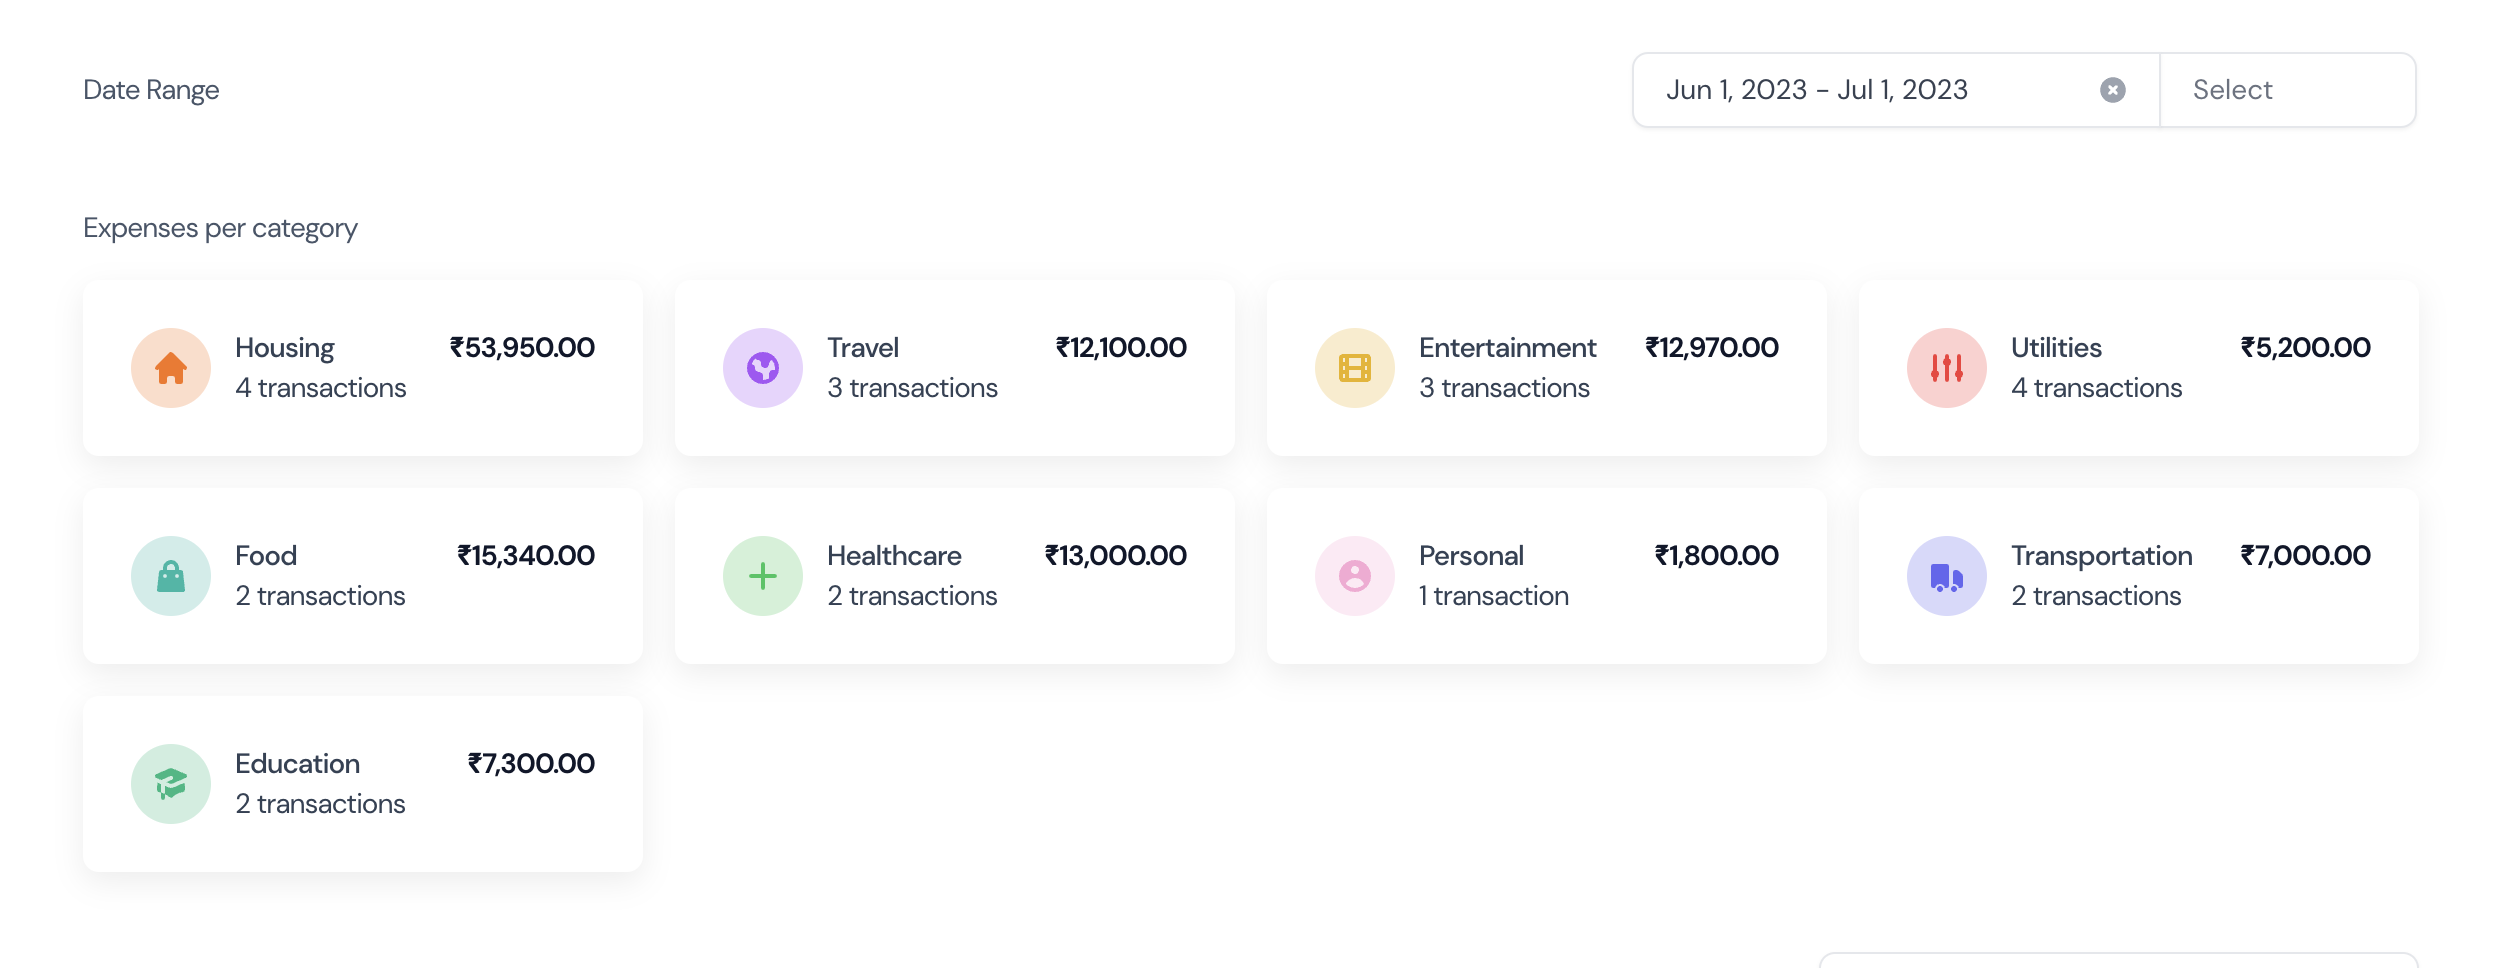 Date Range
Jun 1, 2023 - Jul 1, 2023
Select
Expenses per category
Housing ₹53,950.00
4 transactions
Travel ₹12,100.00
3 transactions
Entertainment ₹12,970.00
3 transactions
Utilities ₹5,200.00
4 transactions
Food ₹15,340.00
2 transactions
Healthcare ₹13,000.00
2 transactions
Personal ₹1,800.00
1 transaction
Transportation ₹7,000.00
2 transactions
Education ₹7,300.00
2 transactions